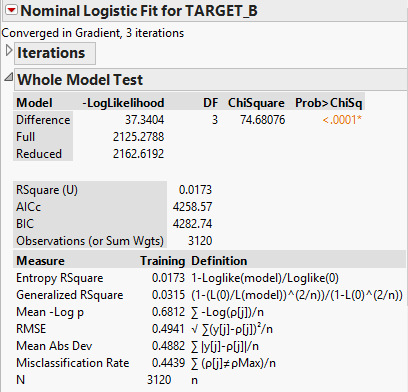 Nominal Logistic Fit for TARGET_B
Converged in Gradient, 3 iterations
Iterations
Whole Model Test
Model -LogLikelihood DF ChiSquare Prob>ChiSq
Difference 37.3404 3 74.68076 <.0001*
Full 2125.2788
Reduced 2162.6192
RSquare (U) 0.0173
AICc 4258.57
BIC 4282.74
Observations (or Sum Wgts) 3120
Measure Training Definition
Entropy RSquare 0.0173 1-Loglike(model)/Loglike(0)
Generalized RSquare 0.0315 (1-(L(0)/L(model))^(2/n))/(1-L(0)^(2/n))
Mean -Log p 0.6812 ∑ -Log(ρ[j])/n
RMSE 0.4941 √ ∑(y[j]-ρ[j])²/n
Mean Abs Dev 0.4882 ∑ |y[j]-ρ[j]|/n
Misclassification Rate 0.4439 ∑ (ρ[j]≠ρMax)/n
N 3120 n